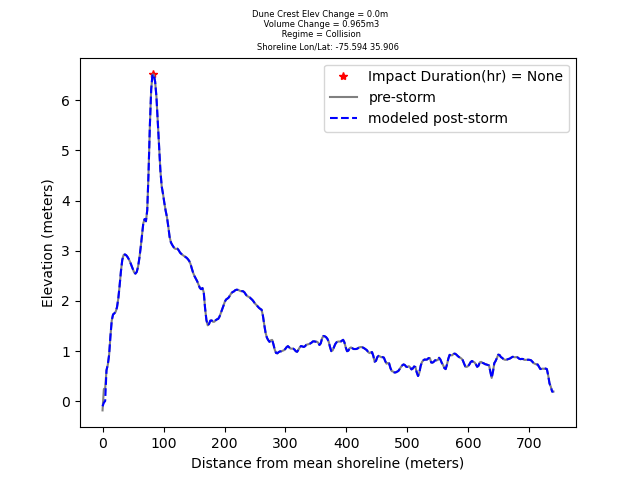 Dune Crest Elev Change = 0.0m
Volume Change = 0.965m3
Regime = Collision
Shoreline Lon/Lat: -75.594 35.906
Impact Duration(hr) = None
pre-storm
modeled post-storm
Elevation (meters)
6
5
4
3
2
1
0
0 100 200 300 400 500 600 700
Distance from mean shoreline (meters)